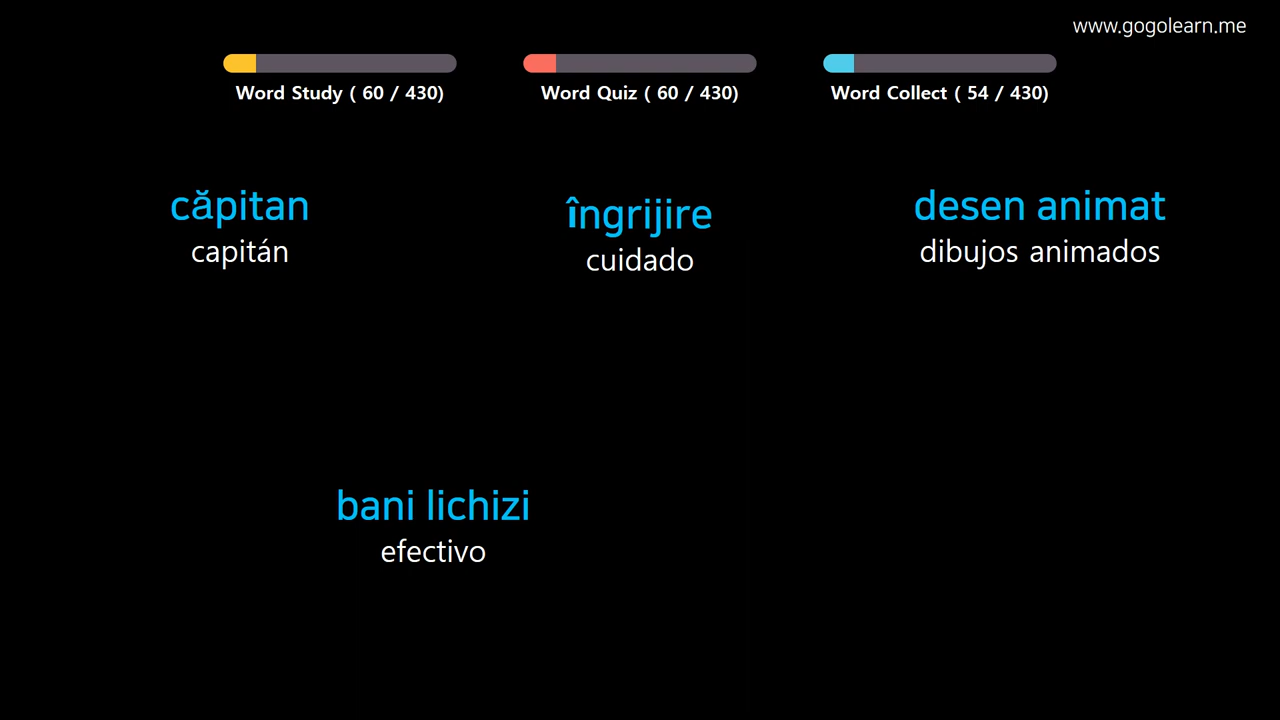 www.gogolearn.me
Word Study ( 60 / 430)
Word Quiz ( 60 / 430)
Word Collect ( 54 / 430)
căpitan
capitán
îngrijire
cuidado
desen animat
dibujos animados
bani lichizi
efectivo